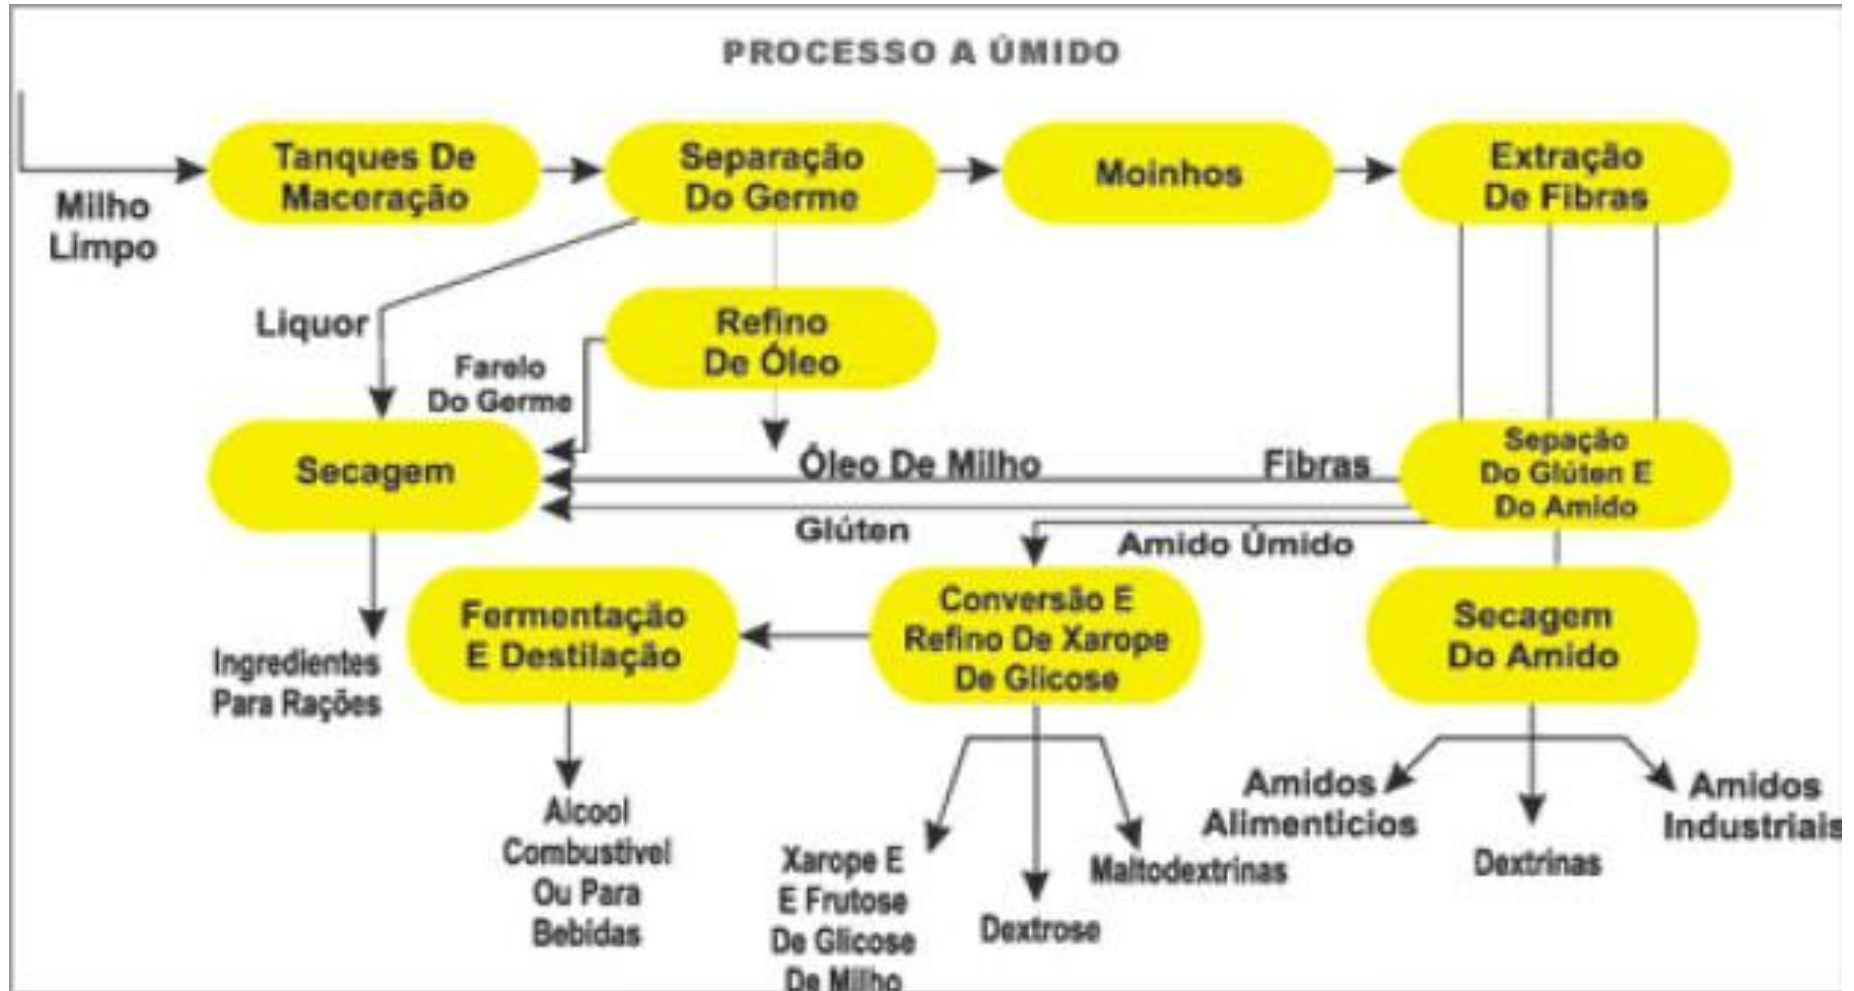 PROCESSO A ÚMIDO
Tanques De
Maceração
Separação
Do Germe
Moinhos
Extração
De Fibras
Milho
Limpo
Liquor
Refino
De Óleo
Farelo
Do Germe
Secagem
Óleo De Milho
Fibras
Sepação
Do Glúten E
Do Amido
Glúten
Amido Úmido
Ingredientes
Para Rações
Fermentação
E Destilação
Conversão E
Refino De Xarope
De Glicose
Secagem
Do Amido
Alcool
Combustivel
Ou Para
Bebidas
Xarope E
E Frutose
De Glicose
De Milho
Dextrose
Maltodextrinas
Amidos
Alimenticios
Dextrinas
Amidos
Industriais